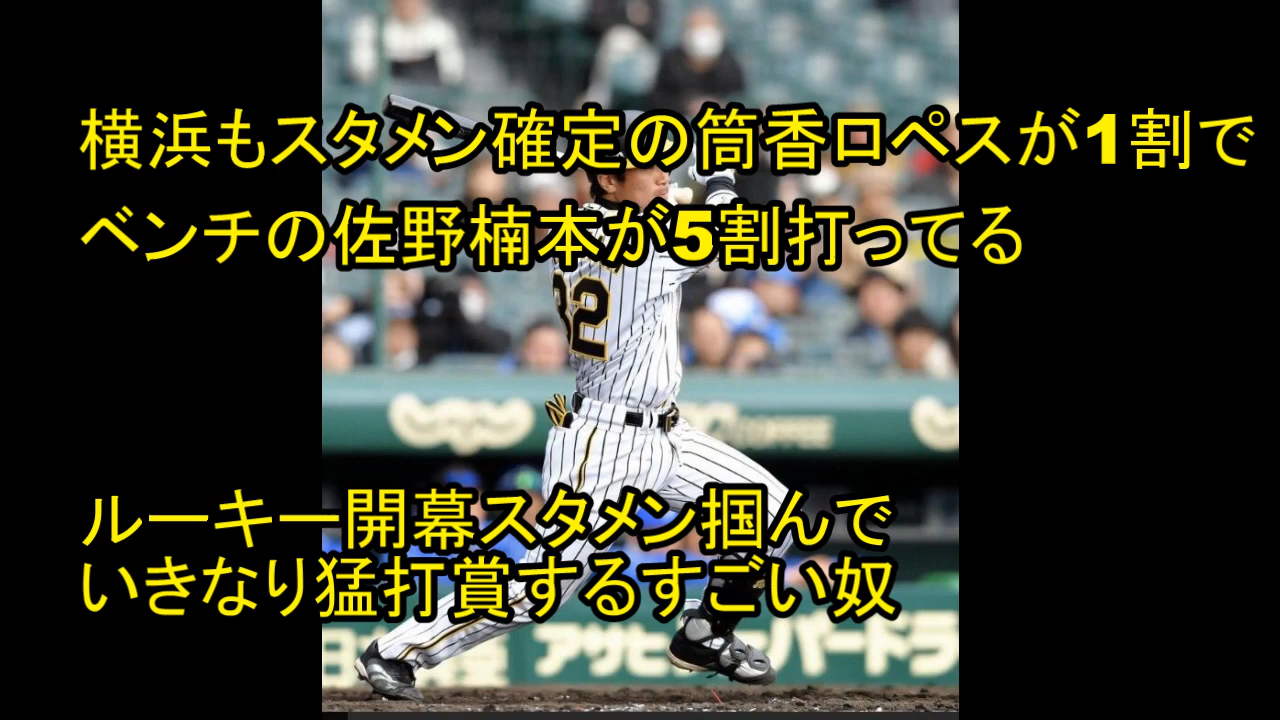 横浜もスタメン確定の筒香ロペスが1割で
ベンチの佐野楠本が5割打ってる
32
ルーキー開幕スタメン掴んで
いきなり猛打賞するすごい奴